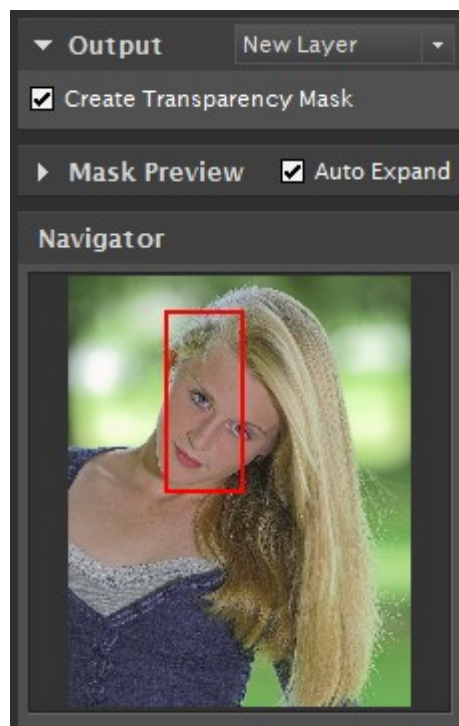 Output New Layer
Create Transparency Mask
Mask Preview Auto Expand
Navigator